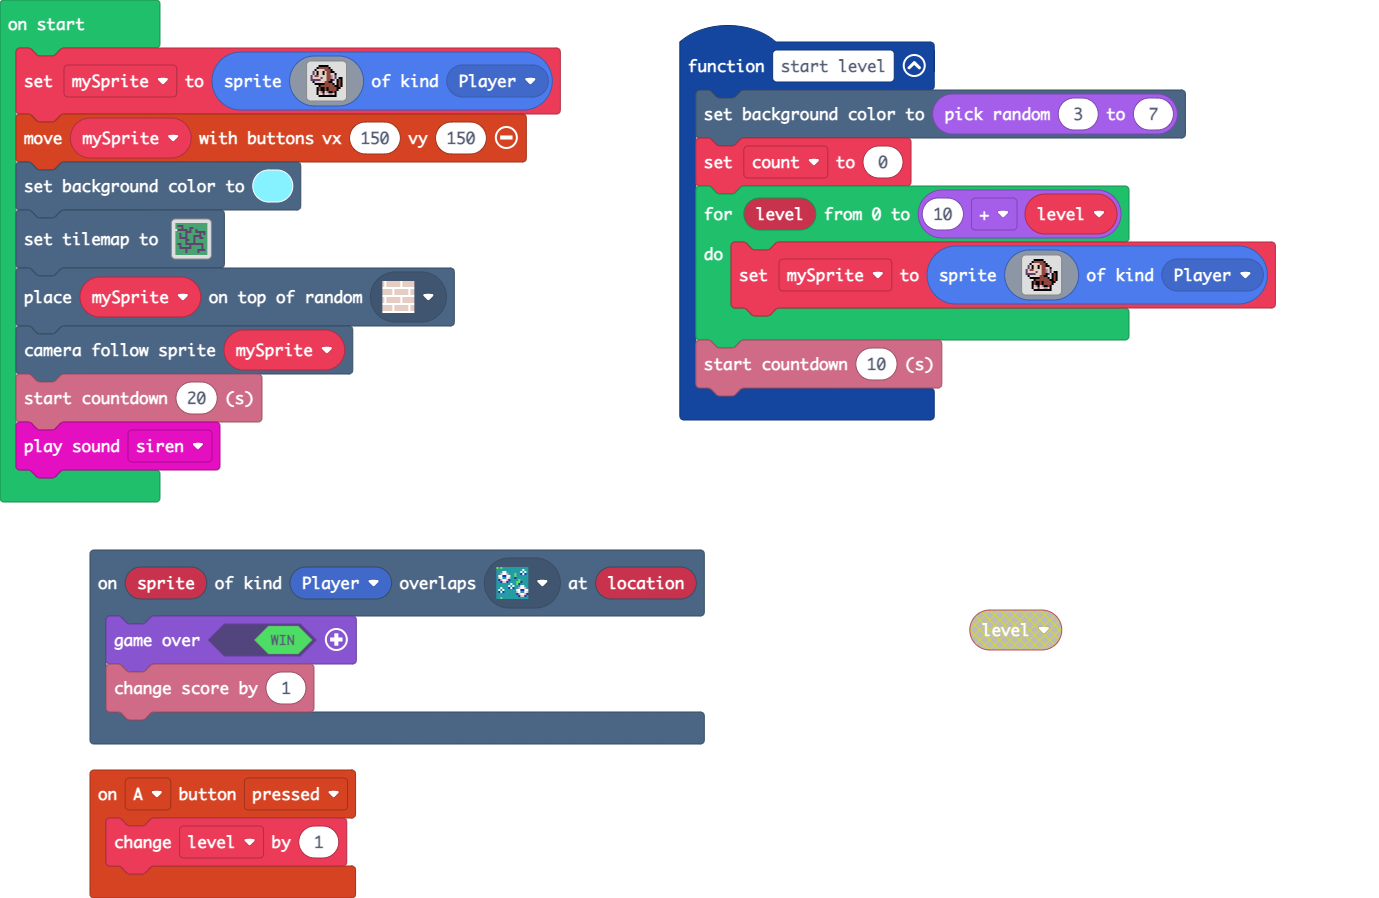 on start
set mySprite to sprite of kind Player
move mySprite with buttons vx 150 vy 150
set background color to
set tilemap to
place mySprite on top of random
camera follow sprite mySprite
start countdown 20 (s)
play sound siren
function start level
set background color to pick random 3 to 7
set count to 0
for level from 0 to 10 + level
do
set mySprite to sprite of kind Player
start countdown 10 (s)
on sprite of kind Player overlaps at location
game over WIN
change score by 1
level
on A button pressed
change level by 1